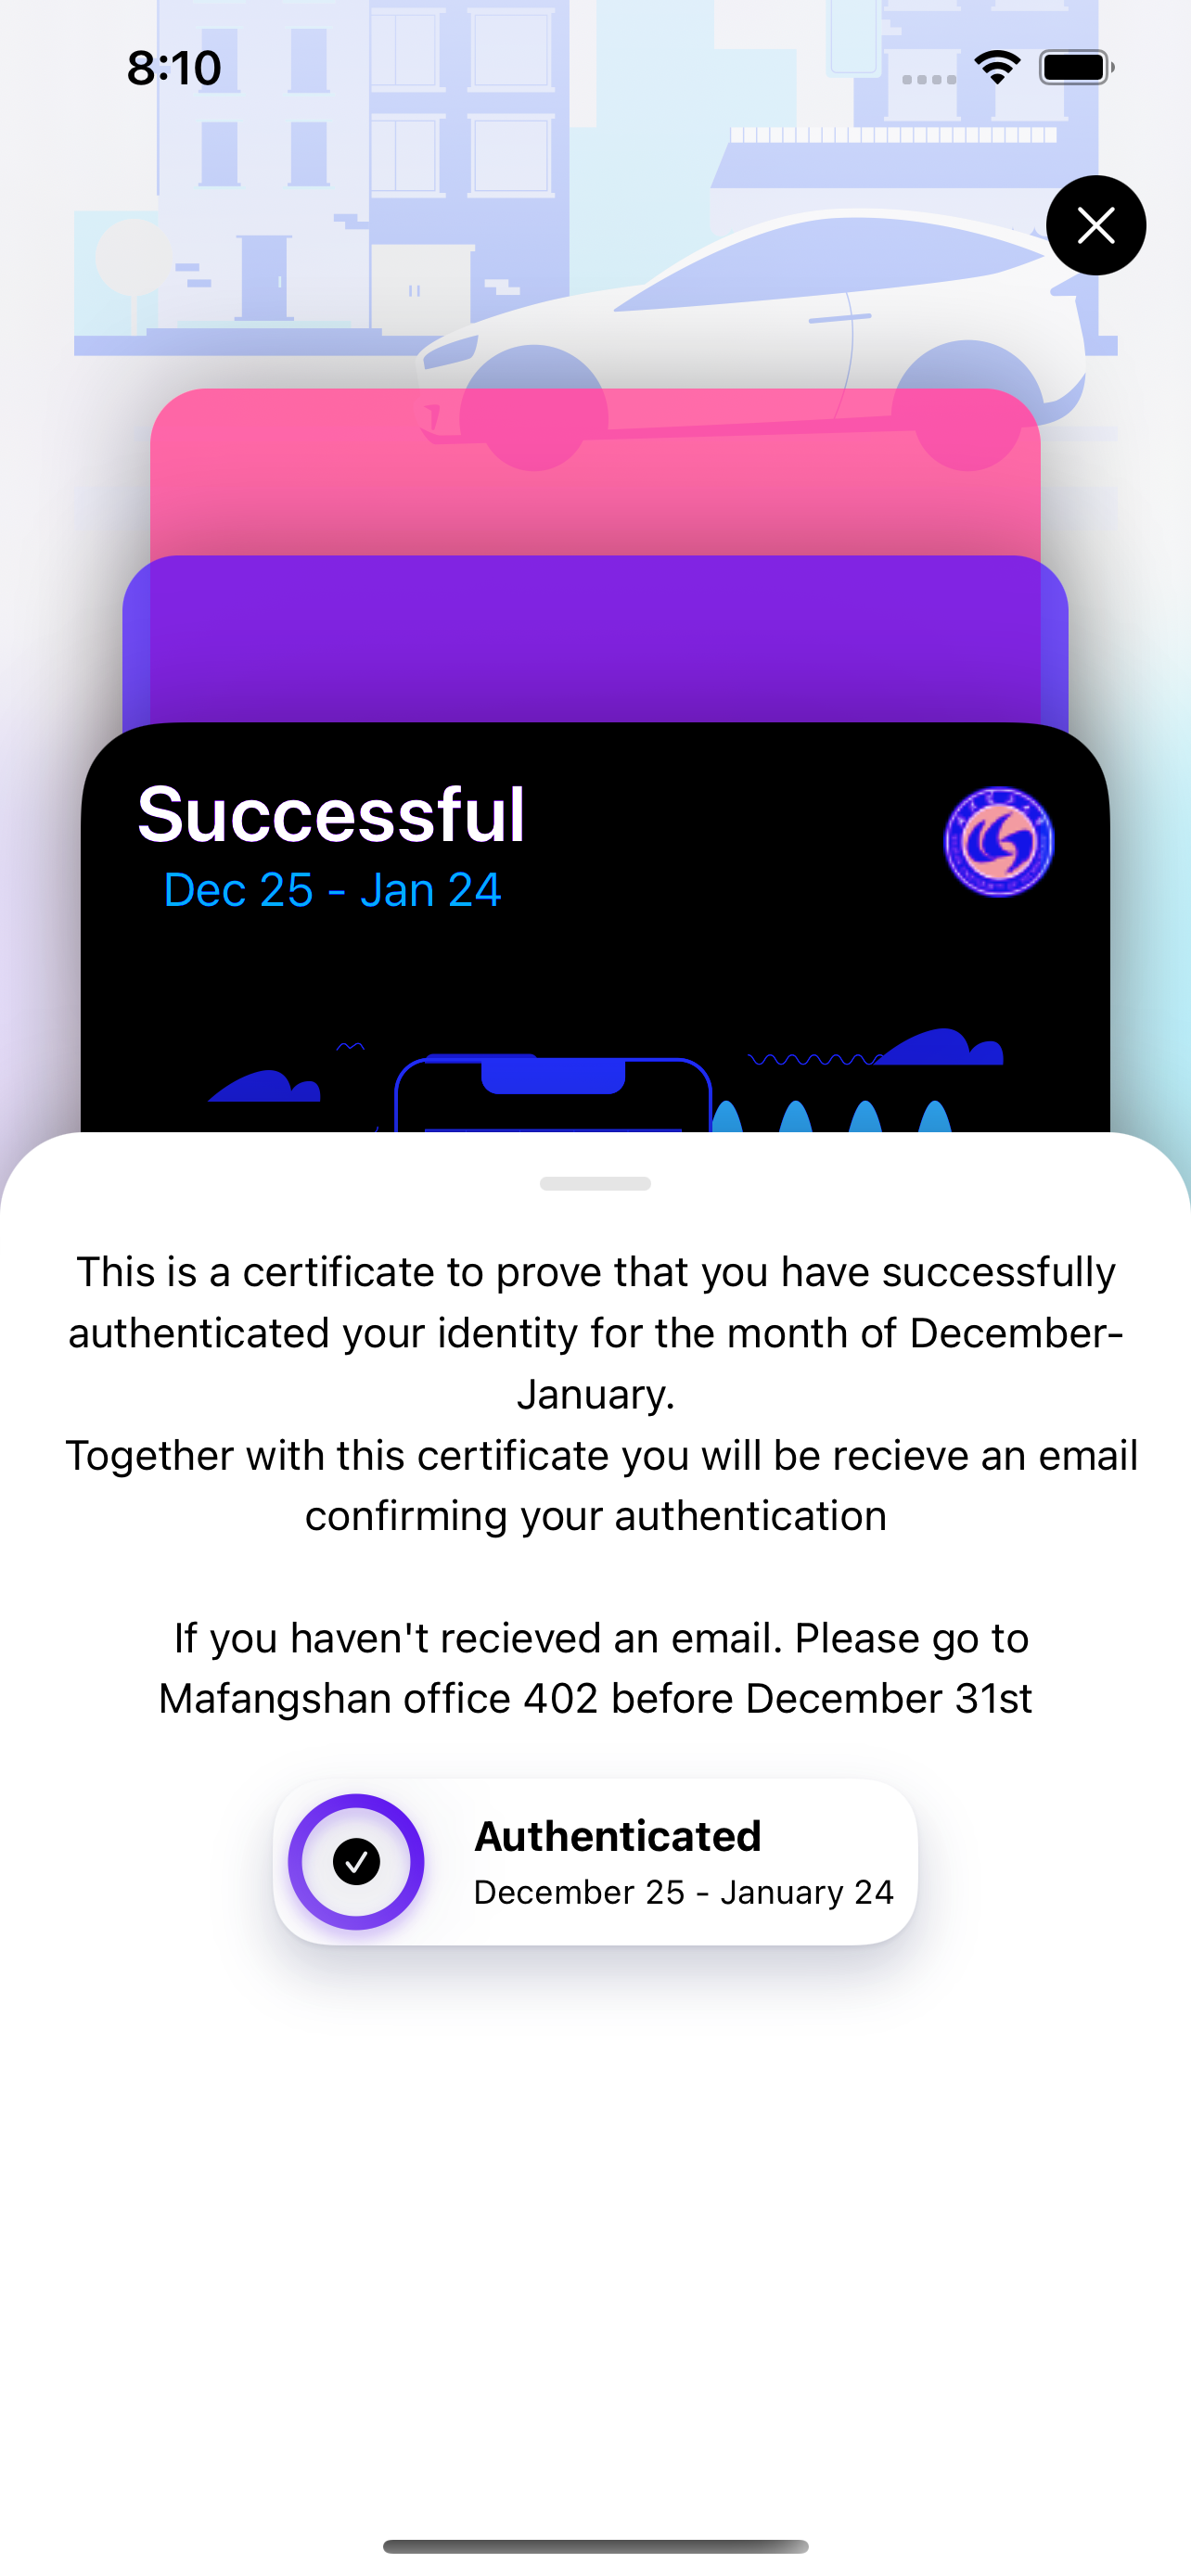 8:10
Successful
Dec 25 - Jan 24
This is a certificate to prove that you have successfully
authenticated your identity for the month of December-
January.
Together with this certificate you will be recieve an email
confirming your authentication
If you haven't recieved an email. Please go to
Mafangshan office 402 before December 31st
Authenticated
December 25 - January 24